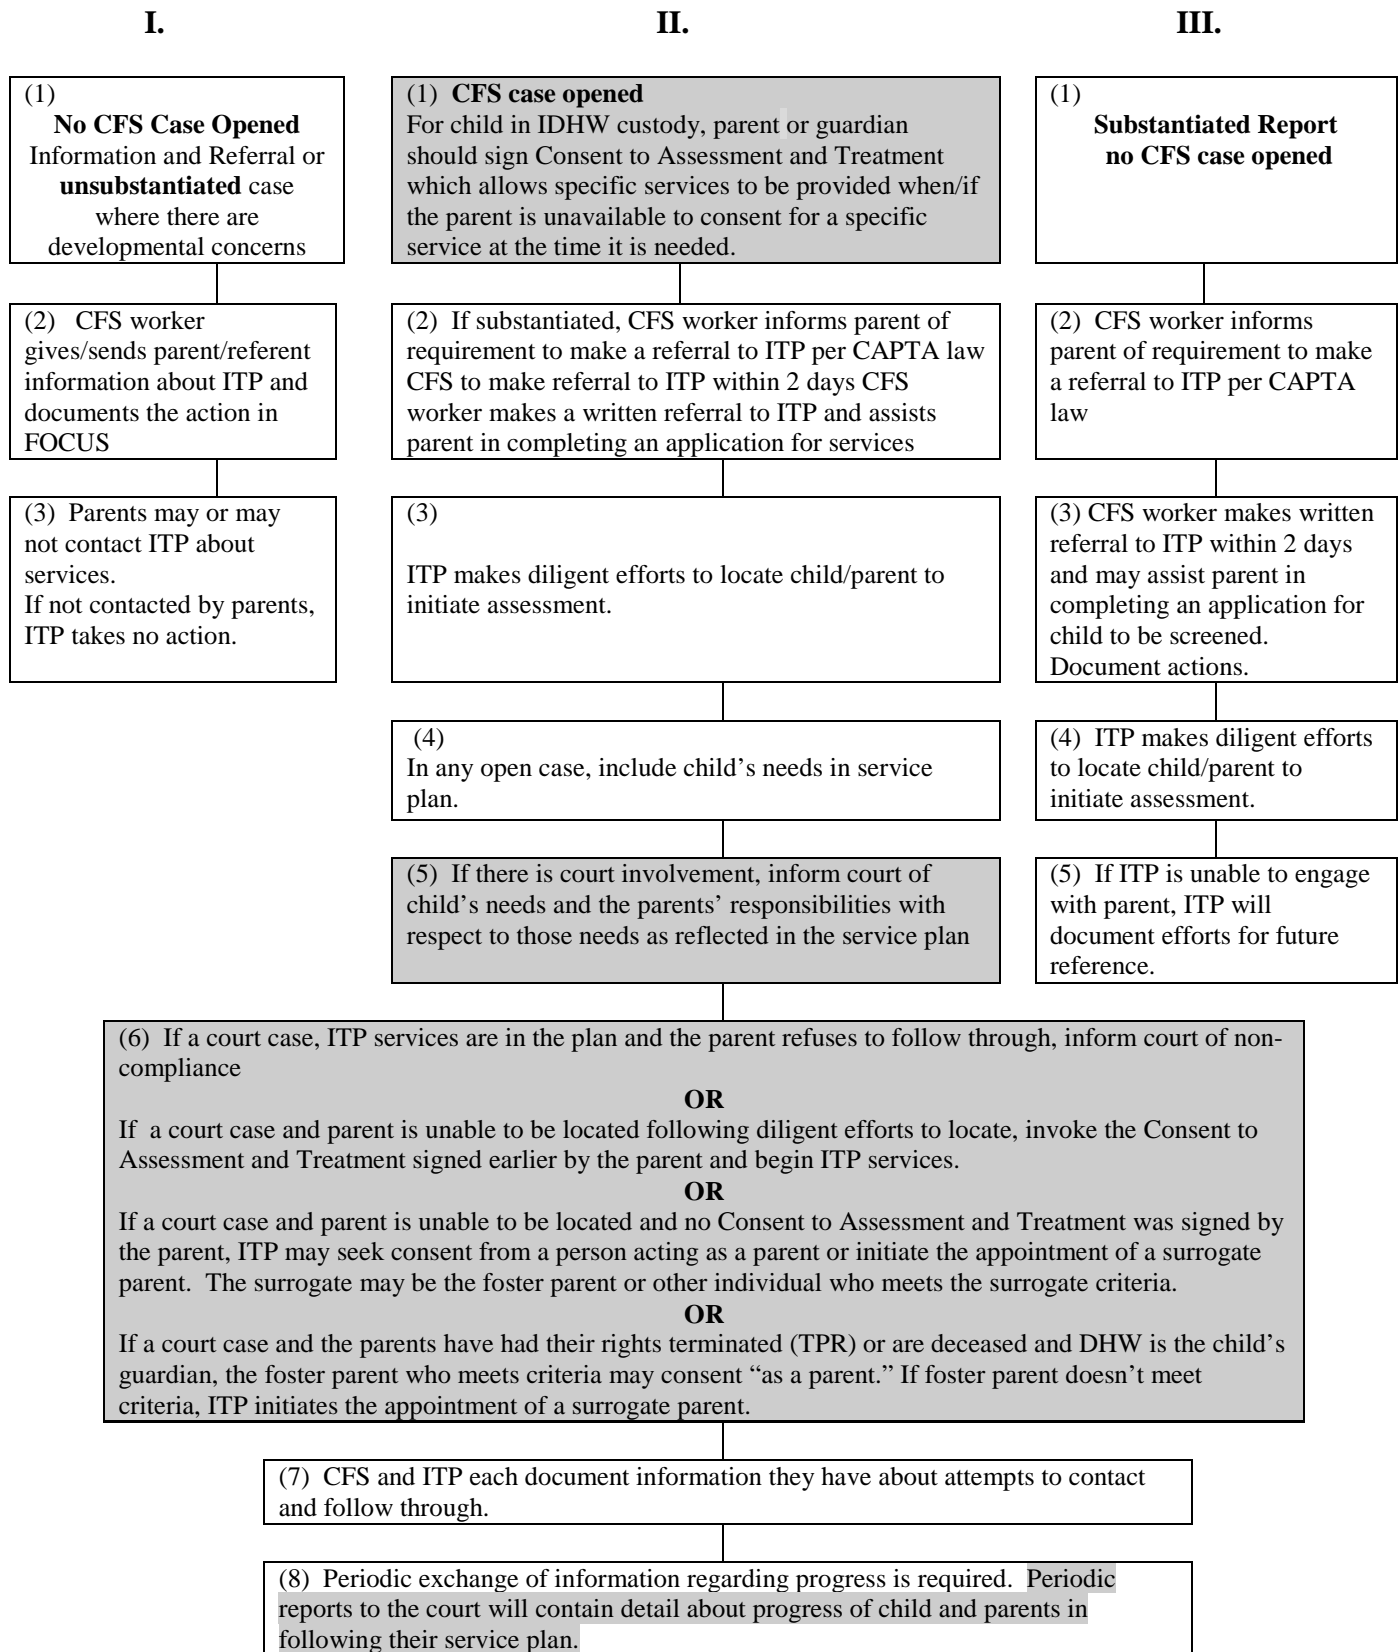 I.
II.
III.
(1)
No CFS Case Opened
Information and Referral or
unsubstantiated case
where there are
developmental concerns
(2) CFS worker
gives/sends parent/referent
information about ITP and
documents the action in
FOCUS
(3) Parents may or may
not contact ITP about
services.
If not contacted by parents,
ITP takes no action.
(1) CFS case opened
For child in IDHW custody, parent or guardian
should sign Consent to Assessment and Treatment
which allows specific services to be provided when/if
the parent is unavailable to consent for a specific
service at the time it is needed.
(2) If substantiated, CFS worker informs parent of
requirement to make a referral to ITP per CAPTA law
CFS to make referral to ITP within 2 days CFS
worker makes a written referral to ITP and assists
parent in completing an application for services
(3)
ITP makes diligent efforts to locate child/parent to
initiate assessment.
(4)
In any open case, include child’s needs in service
plan.
(5) If there is court involvement, inform court of
child’s needs and the parents’ responsibilities with
respect to those needs as reflected in the service plan
(1)
Substantiated Report
no CFS case opened
(2) CFS worker informs
parent of requirement to make
a referral to ITP per CAPTA
law
(3) CFS worker makes written
referral to ITP within 2 days
and may assist parent in
completing an application for
child to be screened.
Document actions.
(4) ITP makes diligent efforts
to locate child/parent to
initiate assessment.
(5) If ITP is unable to engage
with parent, ITP will
document efforts for future
reference.
(6) If a court case, ITP services are in the plan and the parent refuses to follow through, inform court of non-
compliance
OR
If a court case and parent is unable to be located following diligent efforts to locate, invoke the Consent to
Assessment and Treatment signed earlier by the parent and begin ITP services.
OR
If a court case and parent is unable to be located and no Consent to Assessment and Treatment was signed by
the parent, ITP may seek consent from a person acting as a parent or initiate the appointment of a surrogate
parent. The surrogate may be the foster parent or other individual who meets the surrogate criteria.
OR
If a court case and the parents have had their rights terminated (TPR) or are deceased and DHW is the child’s
guardian, the foster parent who meets criteria may consent “as a parent.” If foster parent doesn’t meet
criteria, ITP initiates the appointment of a surrogate parent.
(7) CFS and ITP each document information they have about attempts to contact
and follow through.
(8) Periodic exchange of information regarding progress is required. Periodic
reports to the court will contain detail about progress of child and parents in
following their service plan.